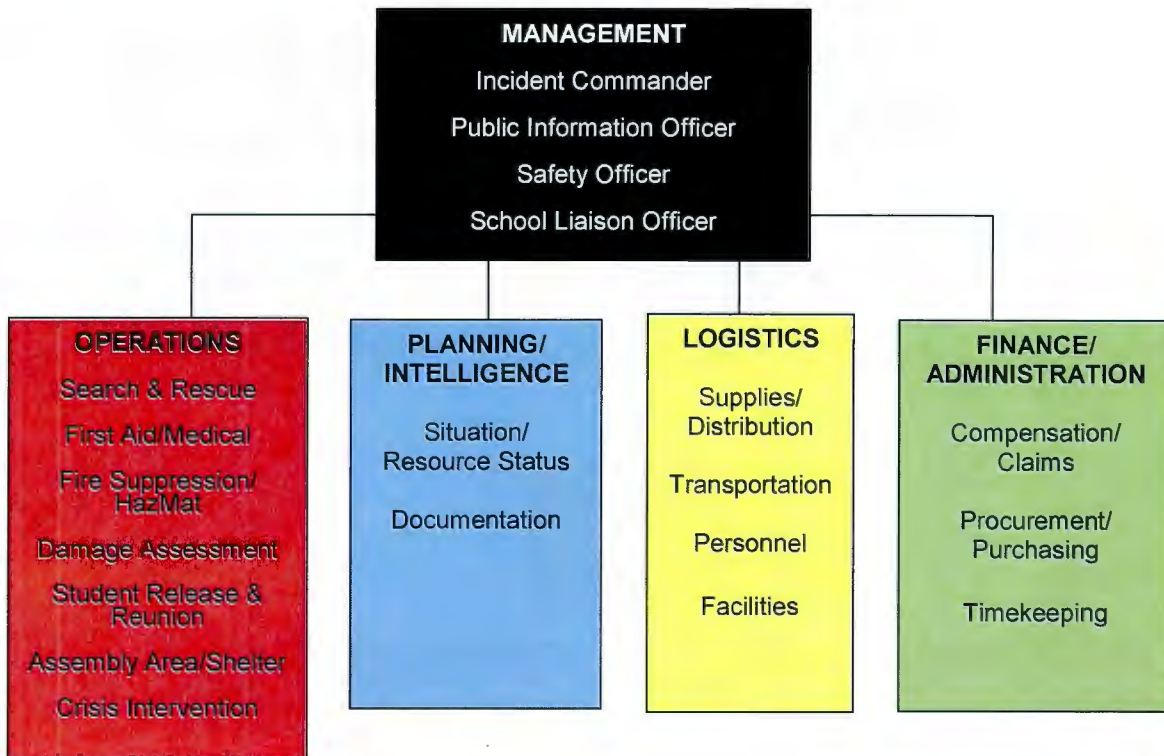 MANAGEMENT
Incident Commander
Public Information Officer
Safety Officer
School Liaison Officer
OPERATIONS
Search & Rescue
First Aid/Medical
Fire Suppression/
HazMat
Damage Assessment
Student Release &
Reunion
Assembly Area/Shelter
Crisis Intervention
PLANNING/
INTELLIGENCE
Situation/
Resource Status
Documentation
LOGISTICS
Supplies/
Distribution
Transportation
Personnel
Facilities
FINANCE/
ADMINISTRATION
Compensation/
Claims
Procurement/
Purchasing
Timekeeping